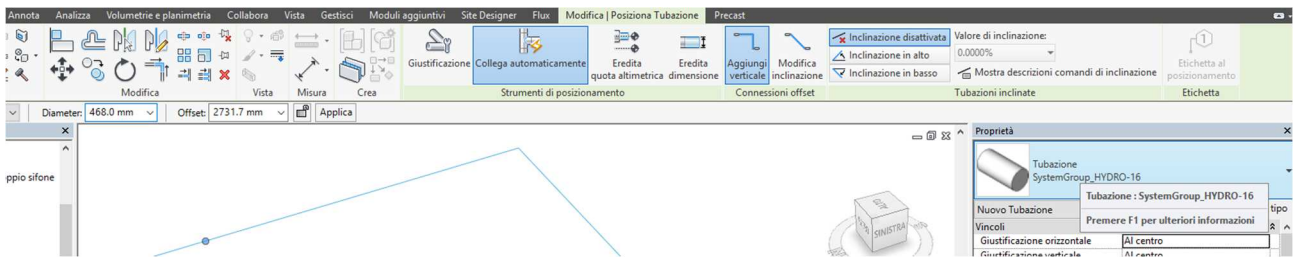 Annota Analizza Volumetrie e planimetria Collabora Vista Gestisci Moduli aggiuntivi Site Designer Flux Modifica | Posiziona Tubazione Precast
Giustificazione Collega automaticamente Eredita quota altimetrica Eredita dimensione Aggiungi verticale Modifica inclinazione
Inclinazione disattivata
Inclinazione in alto
Inclinazione in basso
Valore di inclinazione:
0.0000%
Mostra descrizioni comandi di inclinazione
Etichetta al
posizionamento
Modifica Vista Misura Crea Strumenti di posizionamento Connessioni offset Tubazioni inclinate Etichetta
Diameter: 468.0 mm Offset: 2731.7 mm Applica
ppio sifone
SINISTRA
Proprietà
Tubazione
SystemGroup_HYDRO-16
Tubazione : SystemGroup_HYDRO-16
Premere F1 per ulteriori informazioni
Nuovo Tubazione tipo
Vincoli
Giustificazione orizzontale Al centro
Giustificazione verticale Al centro